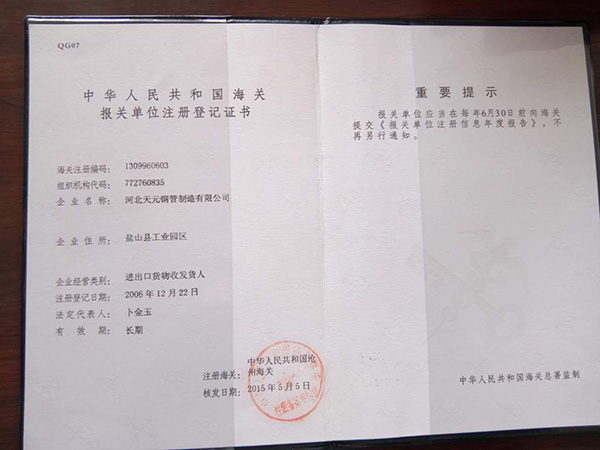 QG07
中华人民共和国海关
报关单位注册登记证书
海关注册编码: 1309960603
组织机构代码: 772760835
企业名称: 河北天元钢管制造有限公司
企业住所: 盐山县工业园区
企业经营类别: 进出口货物收发货人
注册登记日期: 2006年12月22日
法定代表人: 卜金玉
有效期: 长期
注册海关: 中华人民共和国沧
州海关
核发日期: 2015年5月5日
重要提示
报关单位应当在每年6月30日前向海关
提交《报关单位注册信息年度报告》,不
再另行通知。
中华人民共和国海关总署监制